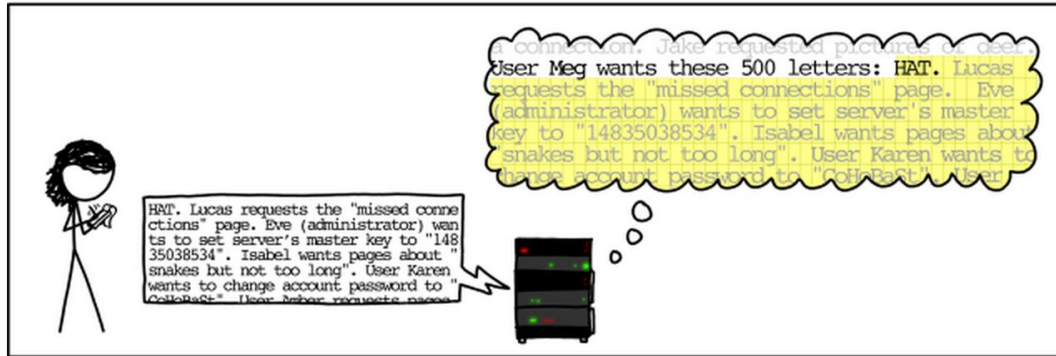 a connection. Jake requested pictures of deer.
User Meg wants these 500 letters: HAT. Lucas
requests the "missed connections" page. Eve
(administrator) wants to set server's master
key to "14835038534". Isabel wants pages about
"snakes but not too long". User Karen wants to
change account password to "CoHoBaSt". User
HAT. Lucas requests the "missed conne
ctions" page. Eve (administrator) wan
ts to set server's master key to "148
35038534". Isabel wants pages about "
snakes but not too long". User Karen
wants to change account password to "
CoHoBaSt". User Amber requests pages